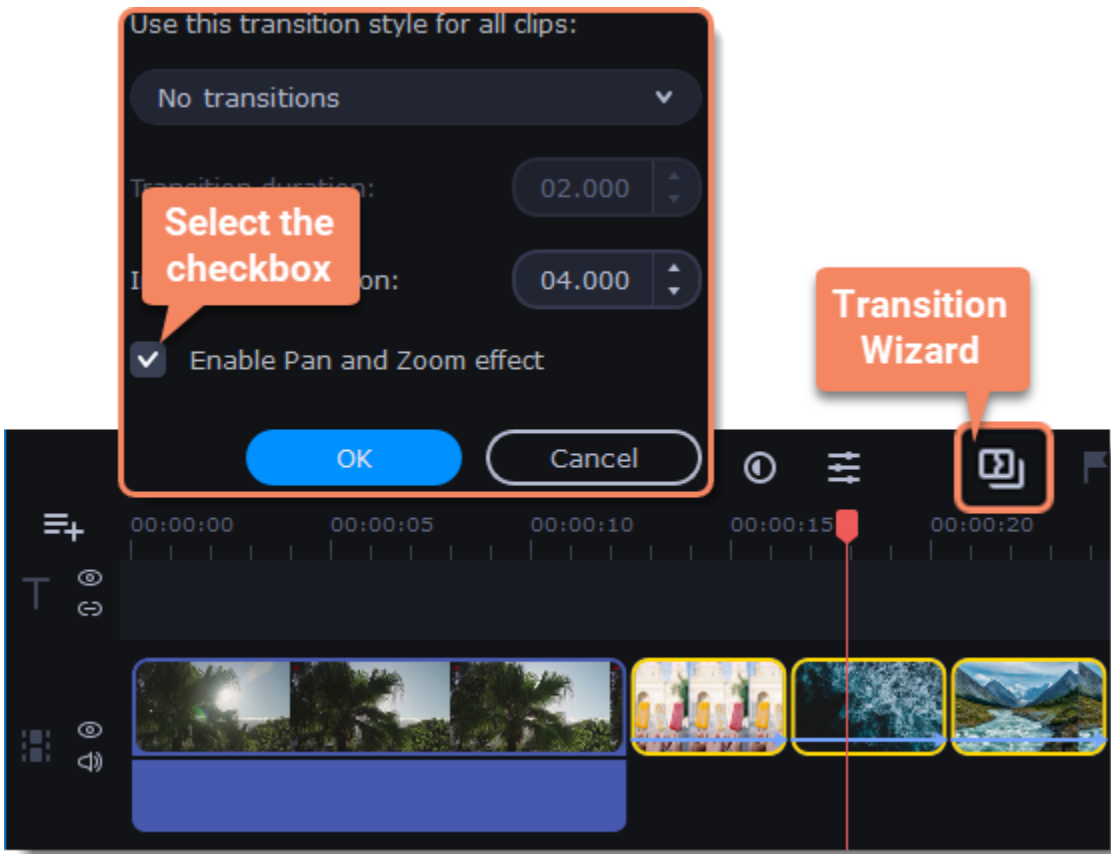 Use this transition style for all clips:
No transitions
02.000
Select the
checkbox
on:
04.000
Enable Pan and Zoom effect
OK
Cancel
Transition
Wizard
00:00:00
00:00:05
00:00:10
00:00:15
00:00:20
T